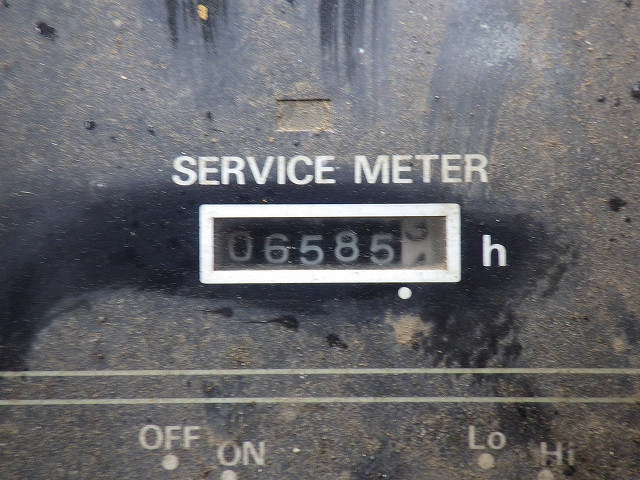 SERVICE METER
06585 h
OFF ON Lo Hi